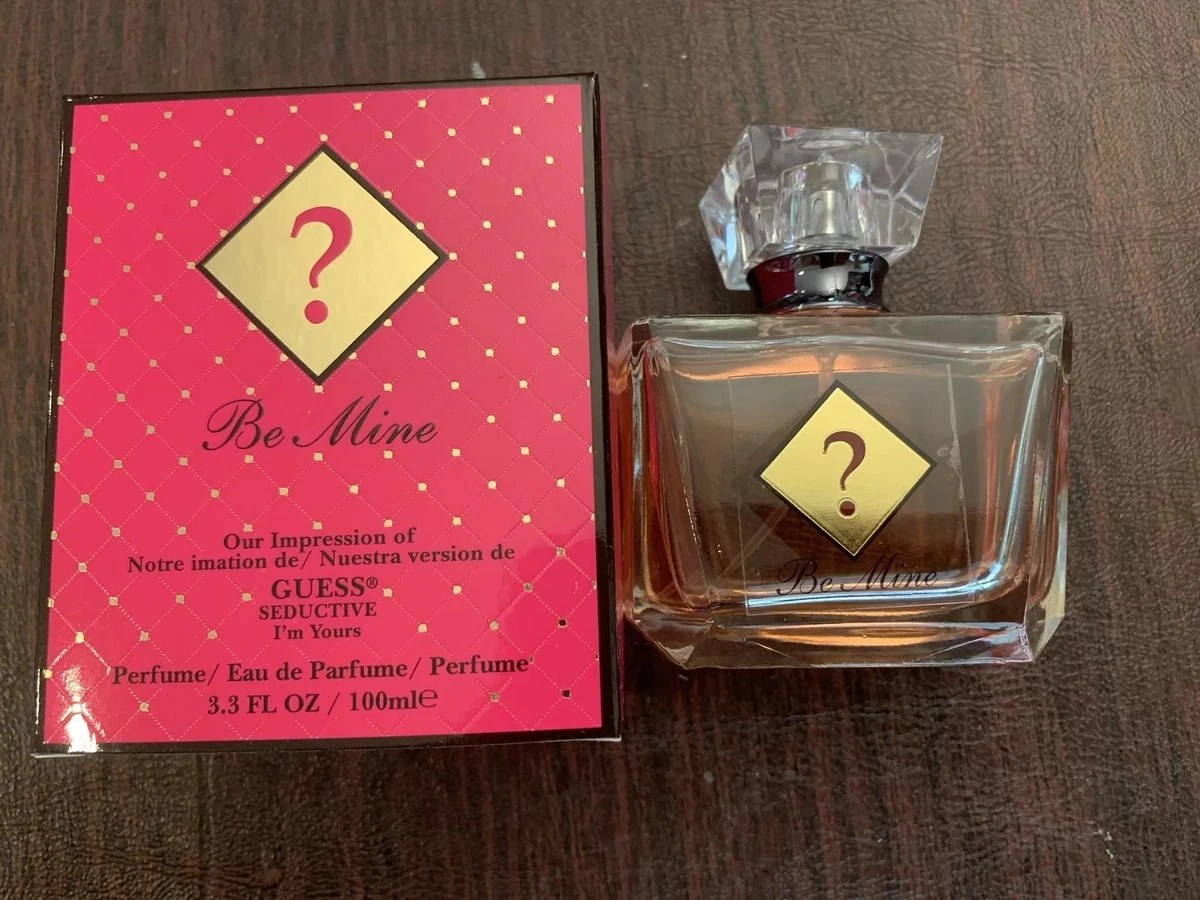 ?
Be Mine
Our Impression of
Notre imation de/ Nuestra version de
GUESS®
SEDUCTIVE
I'm Yours
Perfume/ Eau de Parfume/ Perfume
3.3 FL OZ / 100ml℮
?
Be Mine